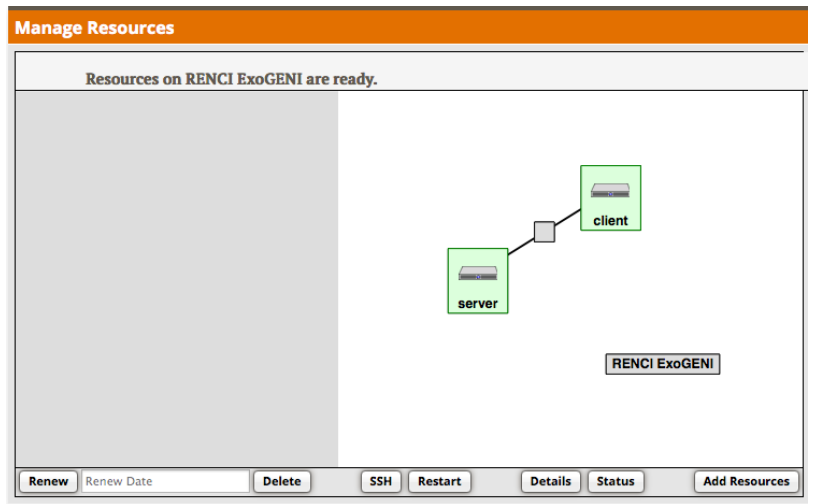 Manage Resources
Resources on RENCI ExoGENI are ready.
client
server
RENCI ExoGENI
Renew Renew Date Delete SSH Restart Details Status Add Resources